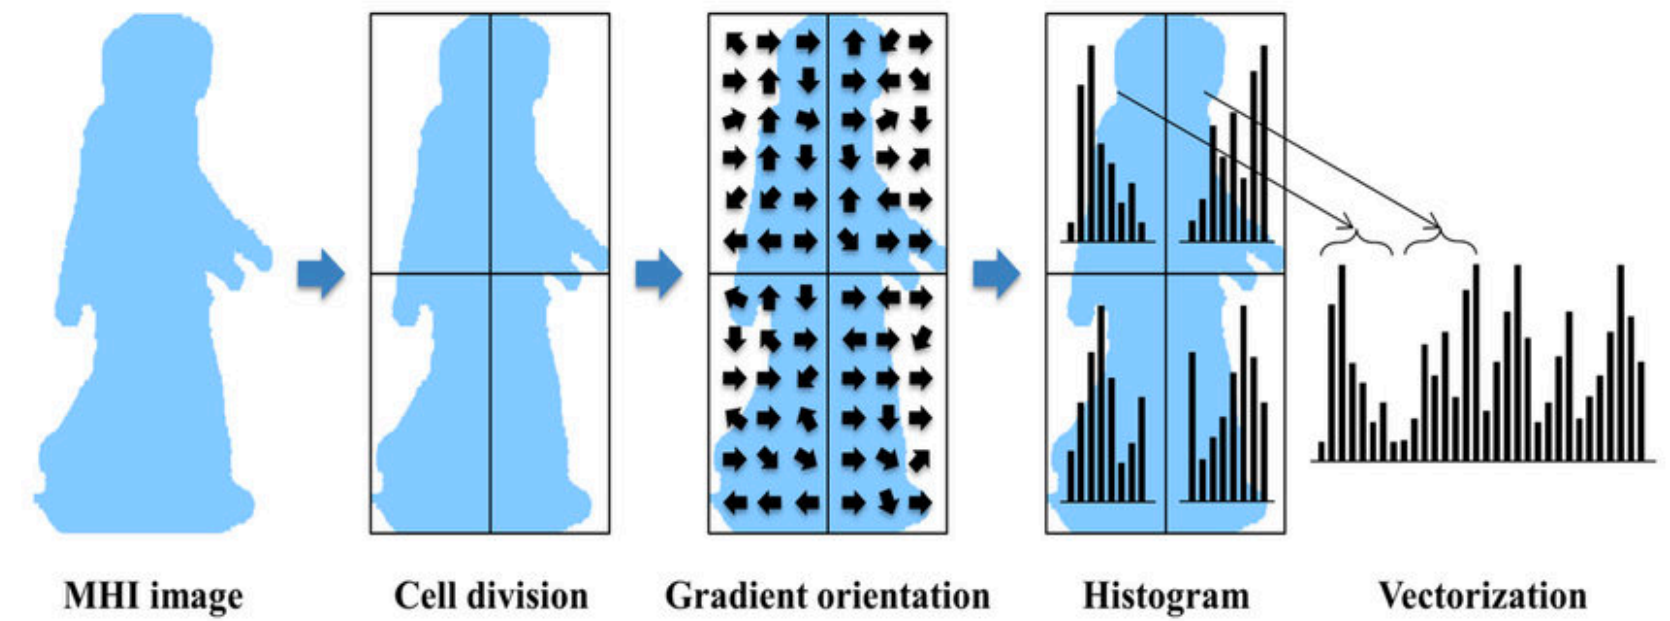 MHI image
Cell division
Gradient orientation
Histogram
Vectorization